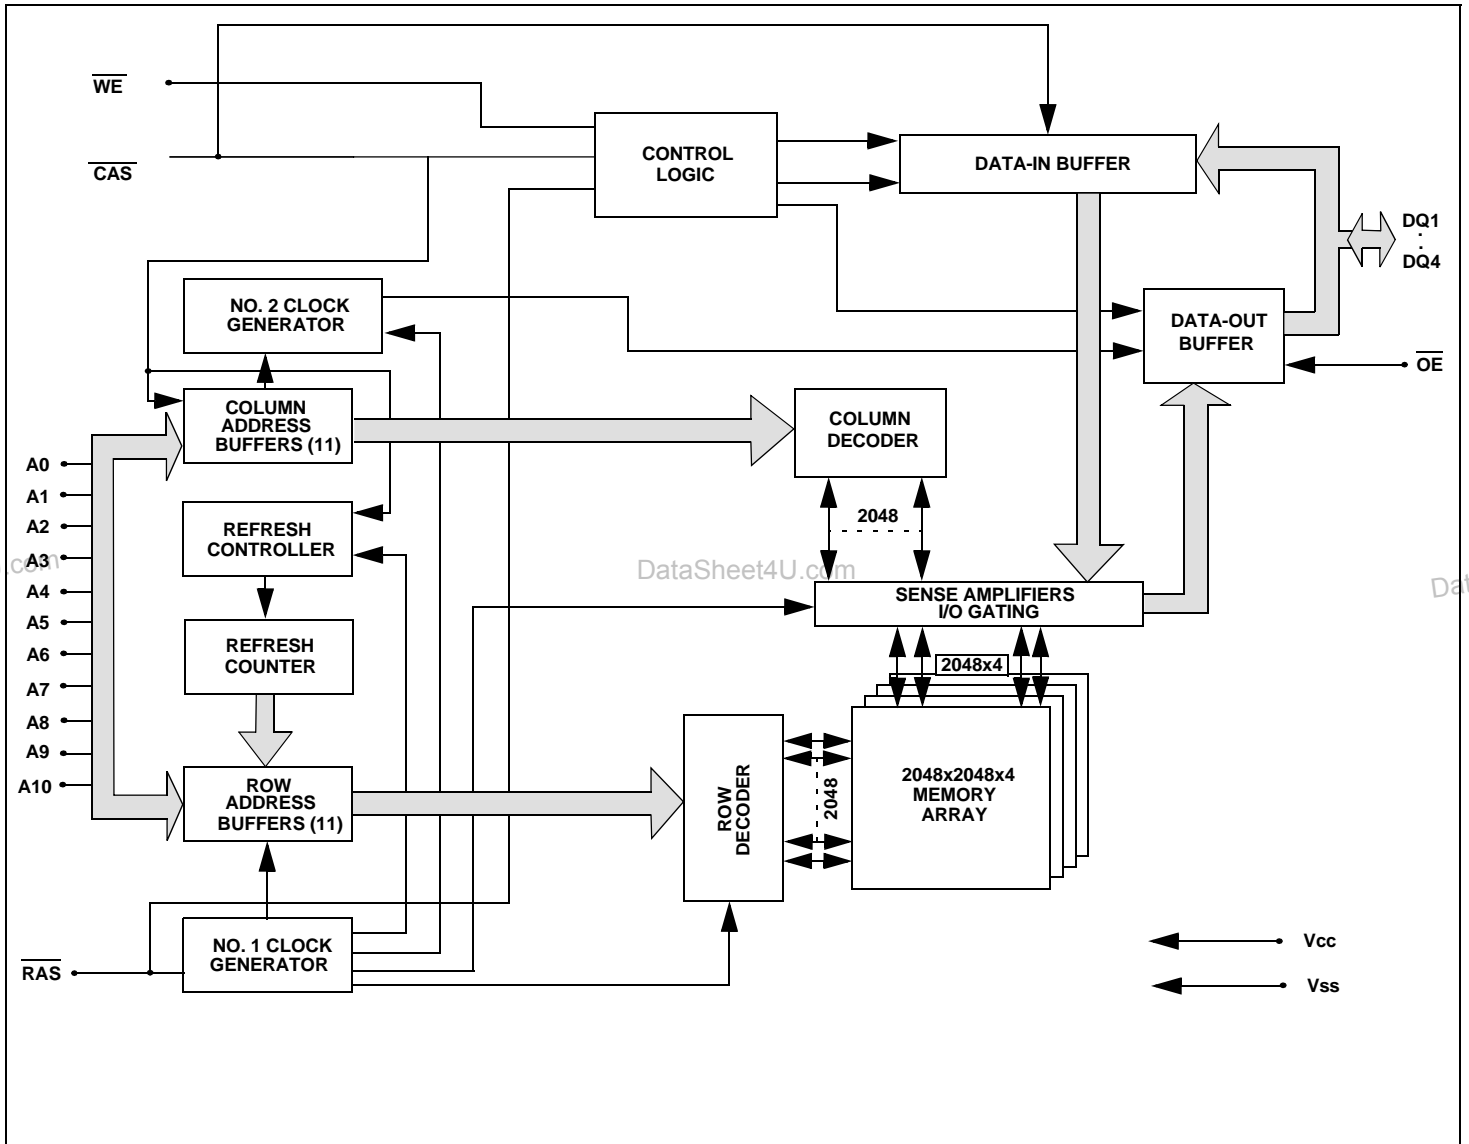 WE
CAS
CONTROL
LOGIC
DATA-IN BUFFER
DQ1
.
.
DQ4
NO. 2 CLOCK
GENERATOR
DATA-OUT
BUFFER
OE
COLUMN
ADDRESS
BUFFERS (11)
COLUMN
DECODER
A0
A1
A2
A3
A4
A5
A6
A7
A8
A9
A10
2048
REFRESH
CONTROLLER
.com
DataSheet4U.com
Dat
SENSE AMPLIFIERS
I/O GATING
REFRESH
COUNTER
2048x4
ROW
ADDRESS
BUFFERS (11)
ROW
DECODER
2048
2048x2048x4
MEMORY
ARRAY
NO. 1 CLOCK
GENERATOR
RAS
Vcc
Vss